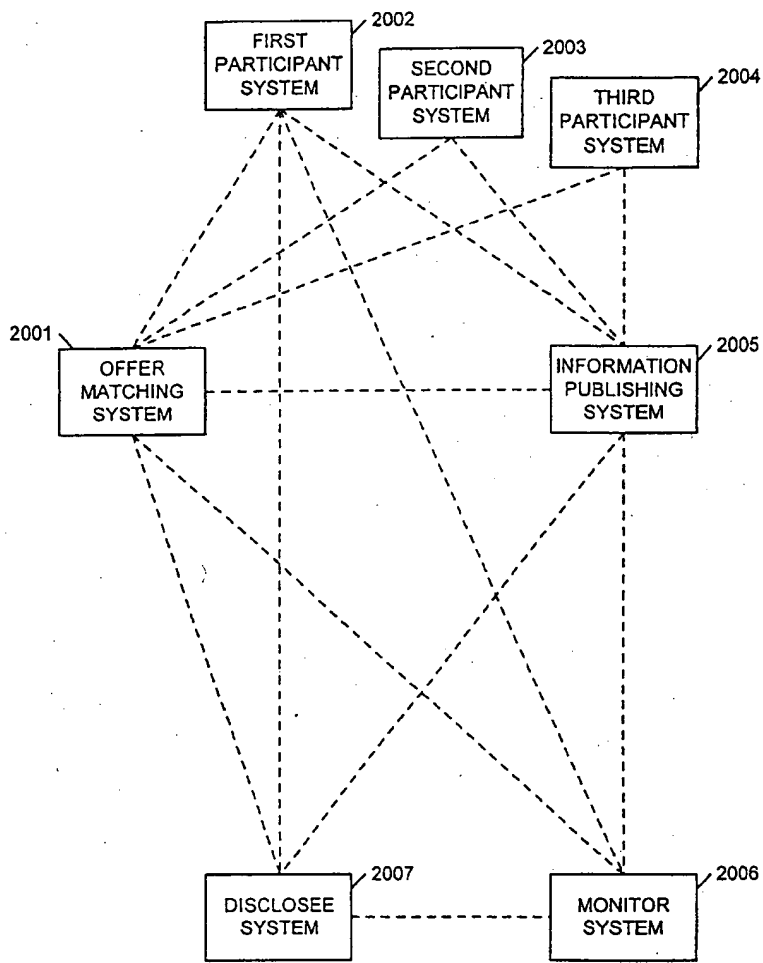 2002
FIRST
PARTICIPANT
SYSTEM
2003
SECOND
PARTICIPANT
SYSTEM
2004
THIRD
PARTICIPANT
SYSTEM
2001
OFFER
MATCHING
SYSTEM
2005
INFORMATION
PUBLISHING
SYSTEM
2007
DISCLOSEE
SYSTEM
2006
MONITOR
SYSTEM